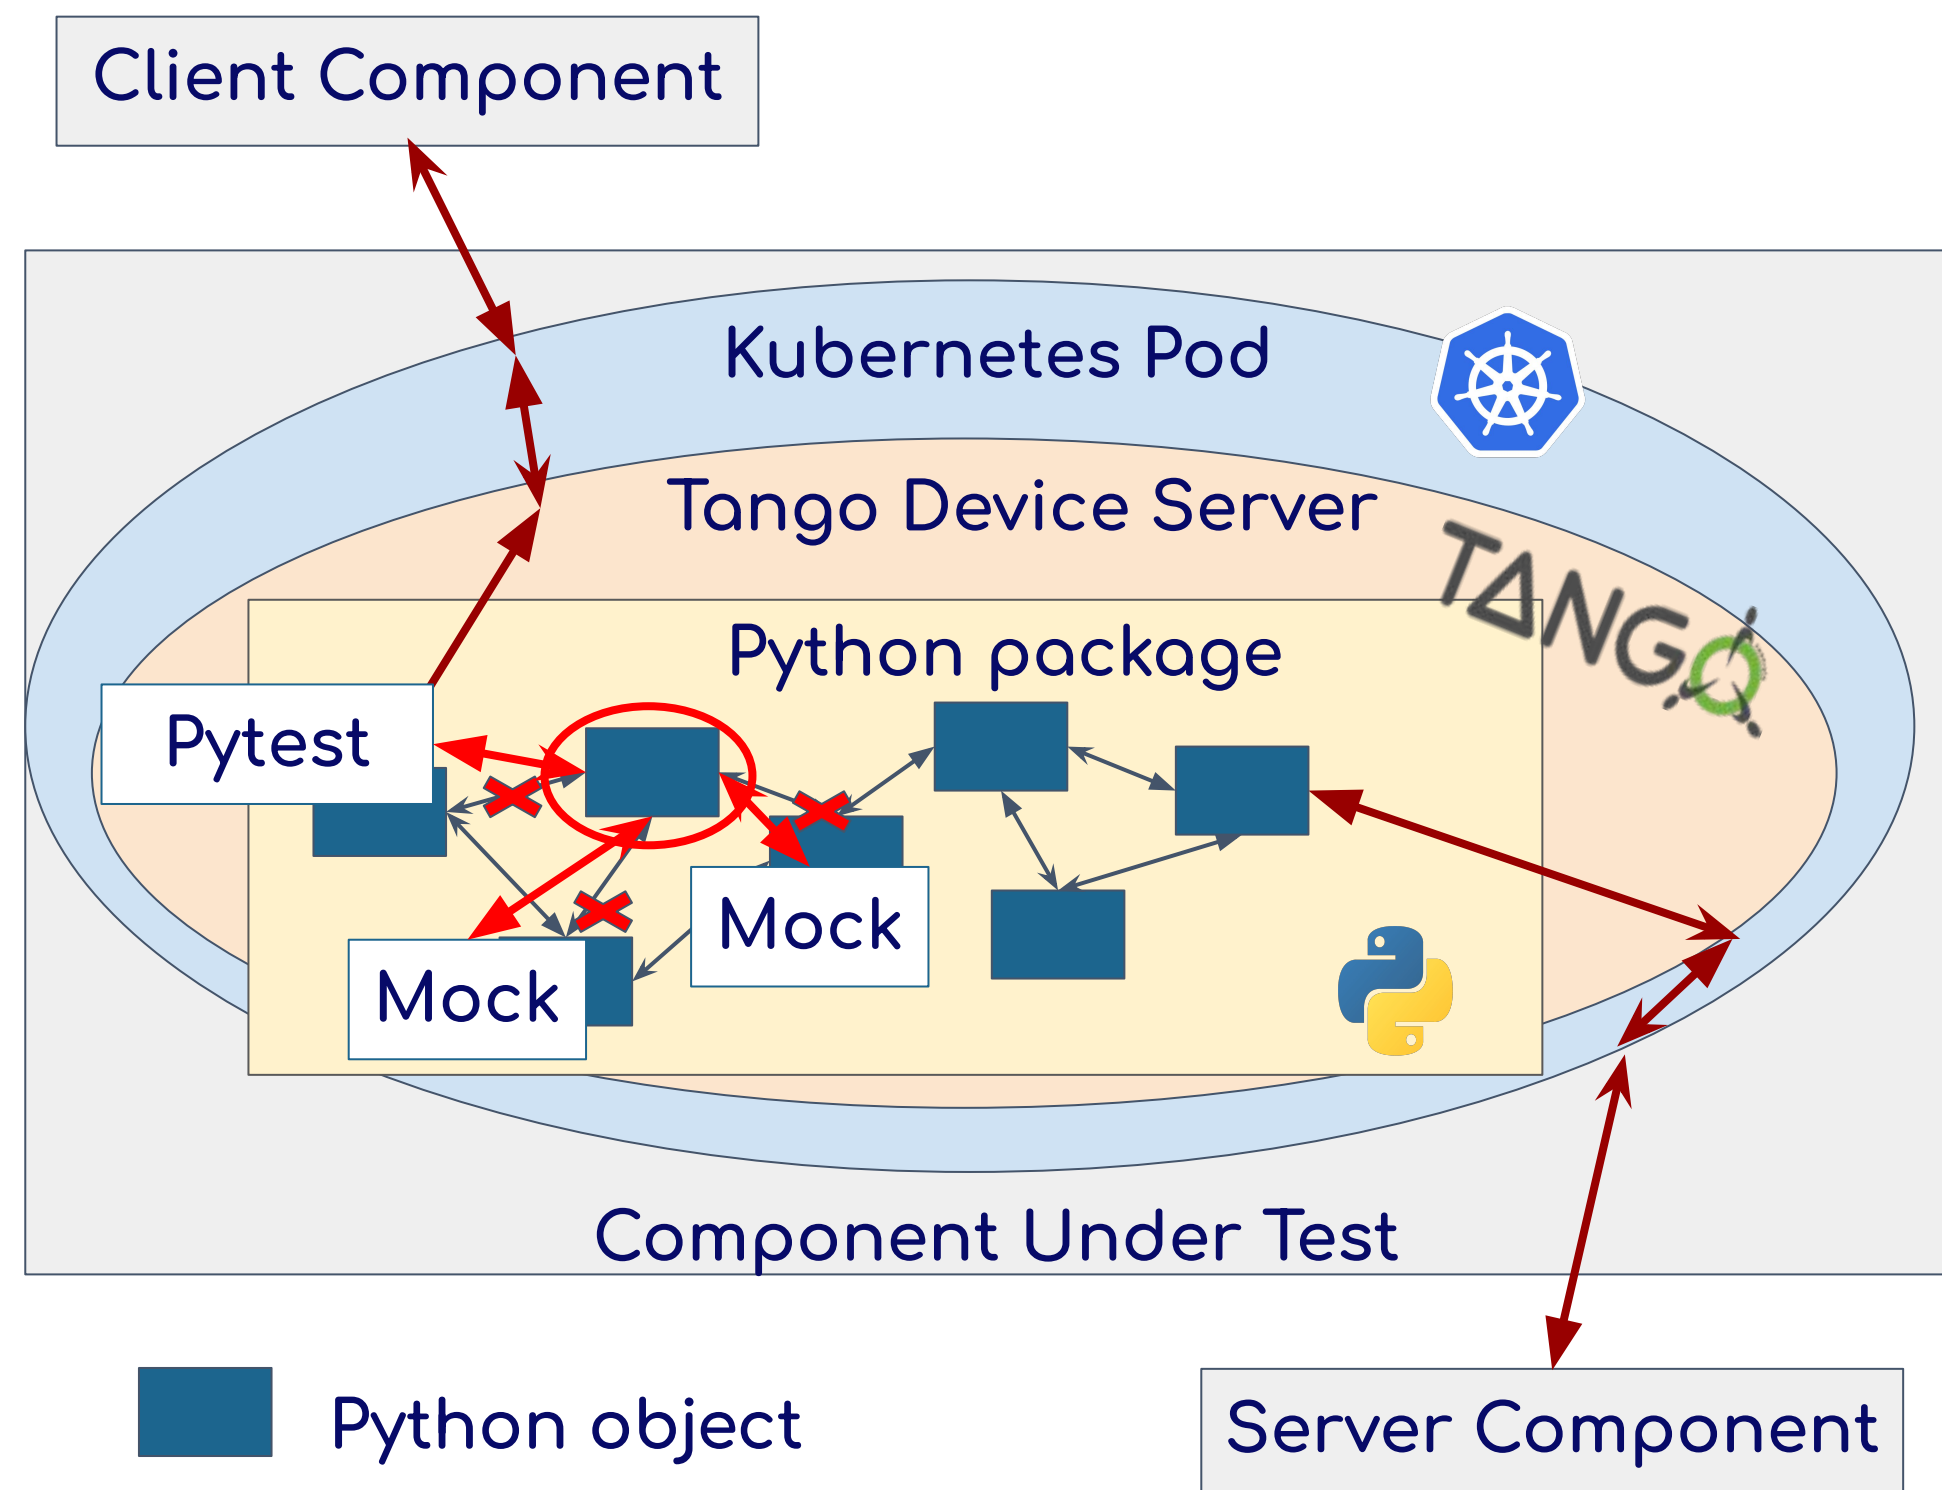 Client Component
Kubernetes Pod
Tango Device Server
TANGO
Python package
Pytest
Mock
Mock
Component Under Test
Python object
Server Component